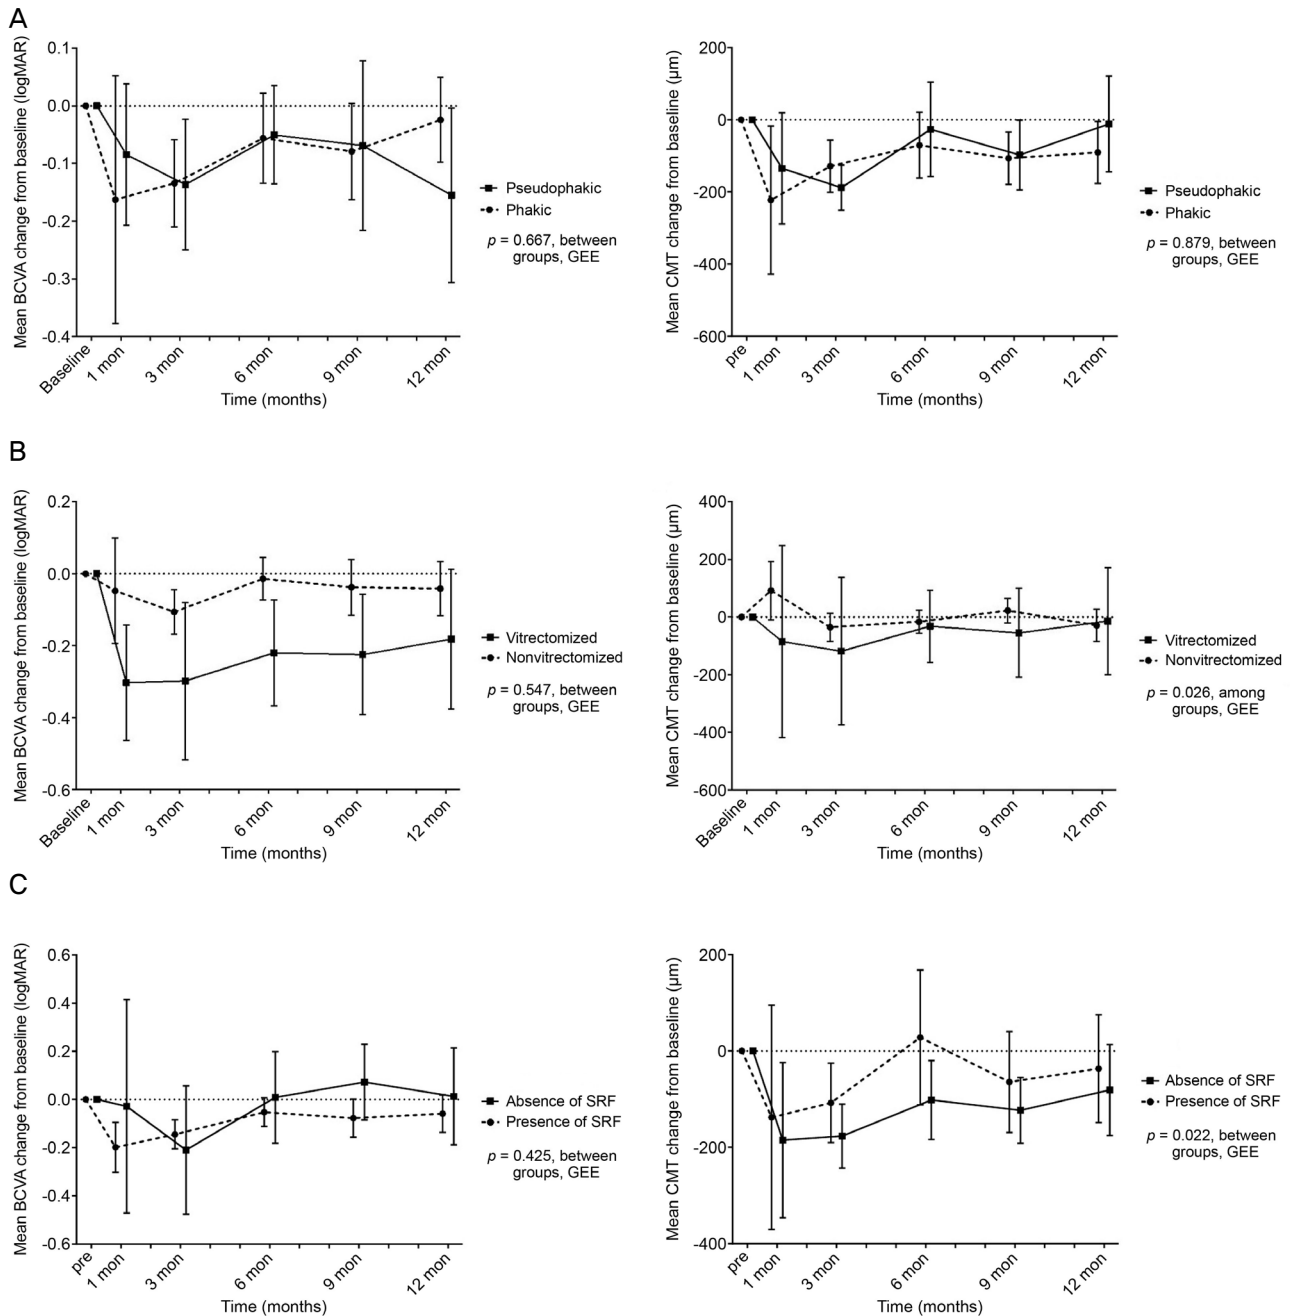 A
Mean BCVA change from baseline (logMAR)
0.1
0.0
-0.1
-0.2
-0.3
-0.4
Baseline
1 mon
3 mon
6 mon
9 mon
12 mon
Time (months)
Pseudophakic
Phakic
p = 0.667, between
groups, GEE
Mean CMT change from baseline (µm)
200
0
-200
-400
-600
pre
1 mon
3 mon
6 mon
9 mon
12 mon
Time (months)
Pseudophakic
Phakic
p = 0.879, between
groups, GEE
B
Mean BCVA change from baseline (logMAR)
0.2
0.0
-0.2
-0.4
-0.6
Baseline
1 mon
3 mon
6 mon
9 mon
12 mon
Time (months)
Vitrectomized
Nonvitrectomized
p = 0.547, between
groups, GEE
Mean CMT change from baseline (µm)
400
200
0
-200
-400
-600
Baseline
1 mon
3 mon
6 mon
9 mon
12 mon
Time (months)
Vitrectomized
Nonvitrectomized
p = 0.026, among
groups, GEE
C
Mean BCVA change from baseline (logMAR)
0.6
0.4
0.2
0.0
-0.2
-0.4
-0.6
pre
1 mon
3 mon
6 mon
9 mon
12 mon
Time (months)
Absence of SRF
Presence of SRF
p = 0.425, between
groups, GEE
Mean CMT change from baseline (µm)
200
0
-200
-400
pre
1 mon
3 mon
6 mon
9 mon
12 mon
Time (months)
Absence of SRF
Presence of SRF
p = 0.022, between
groups, GEE